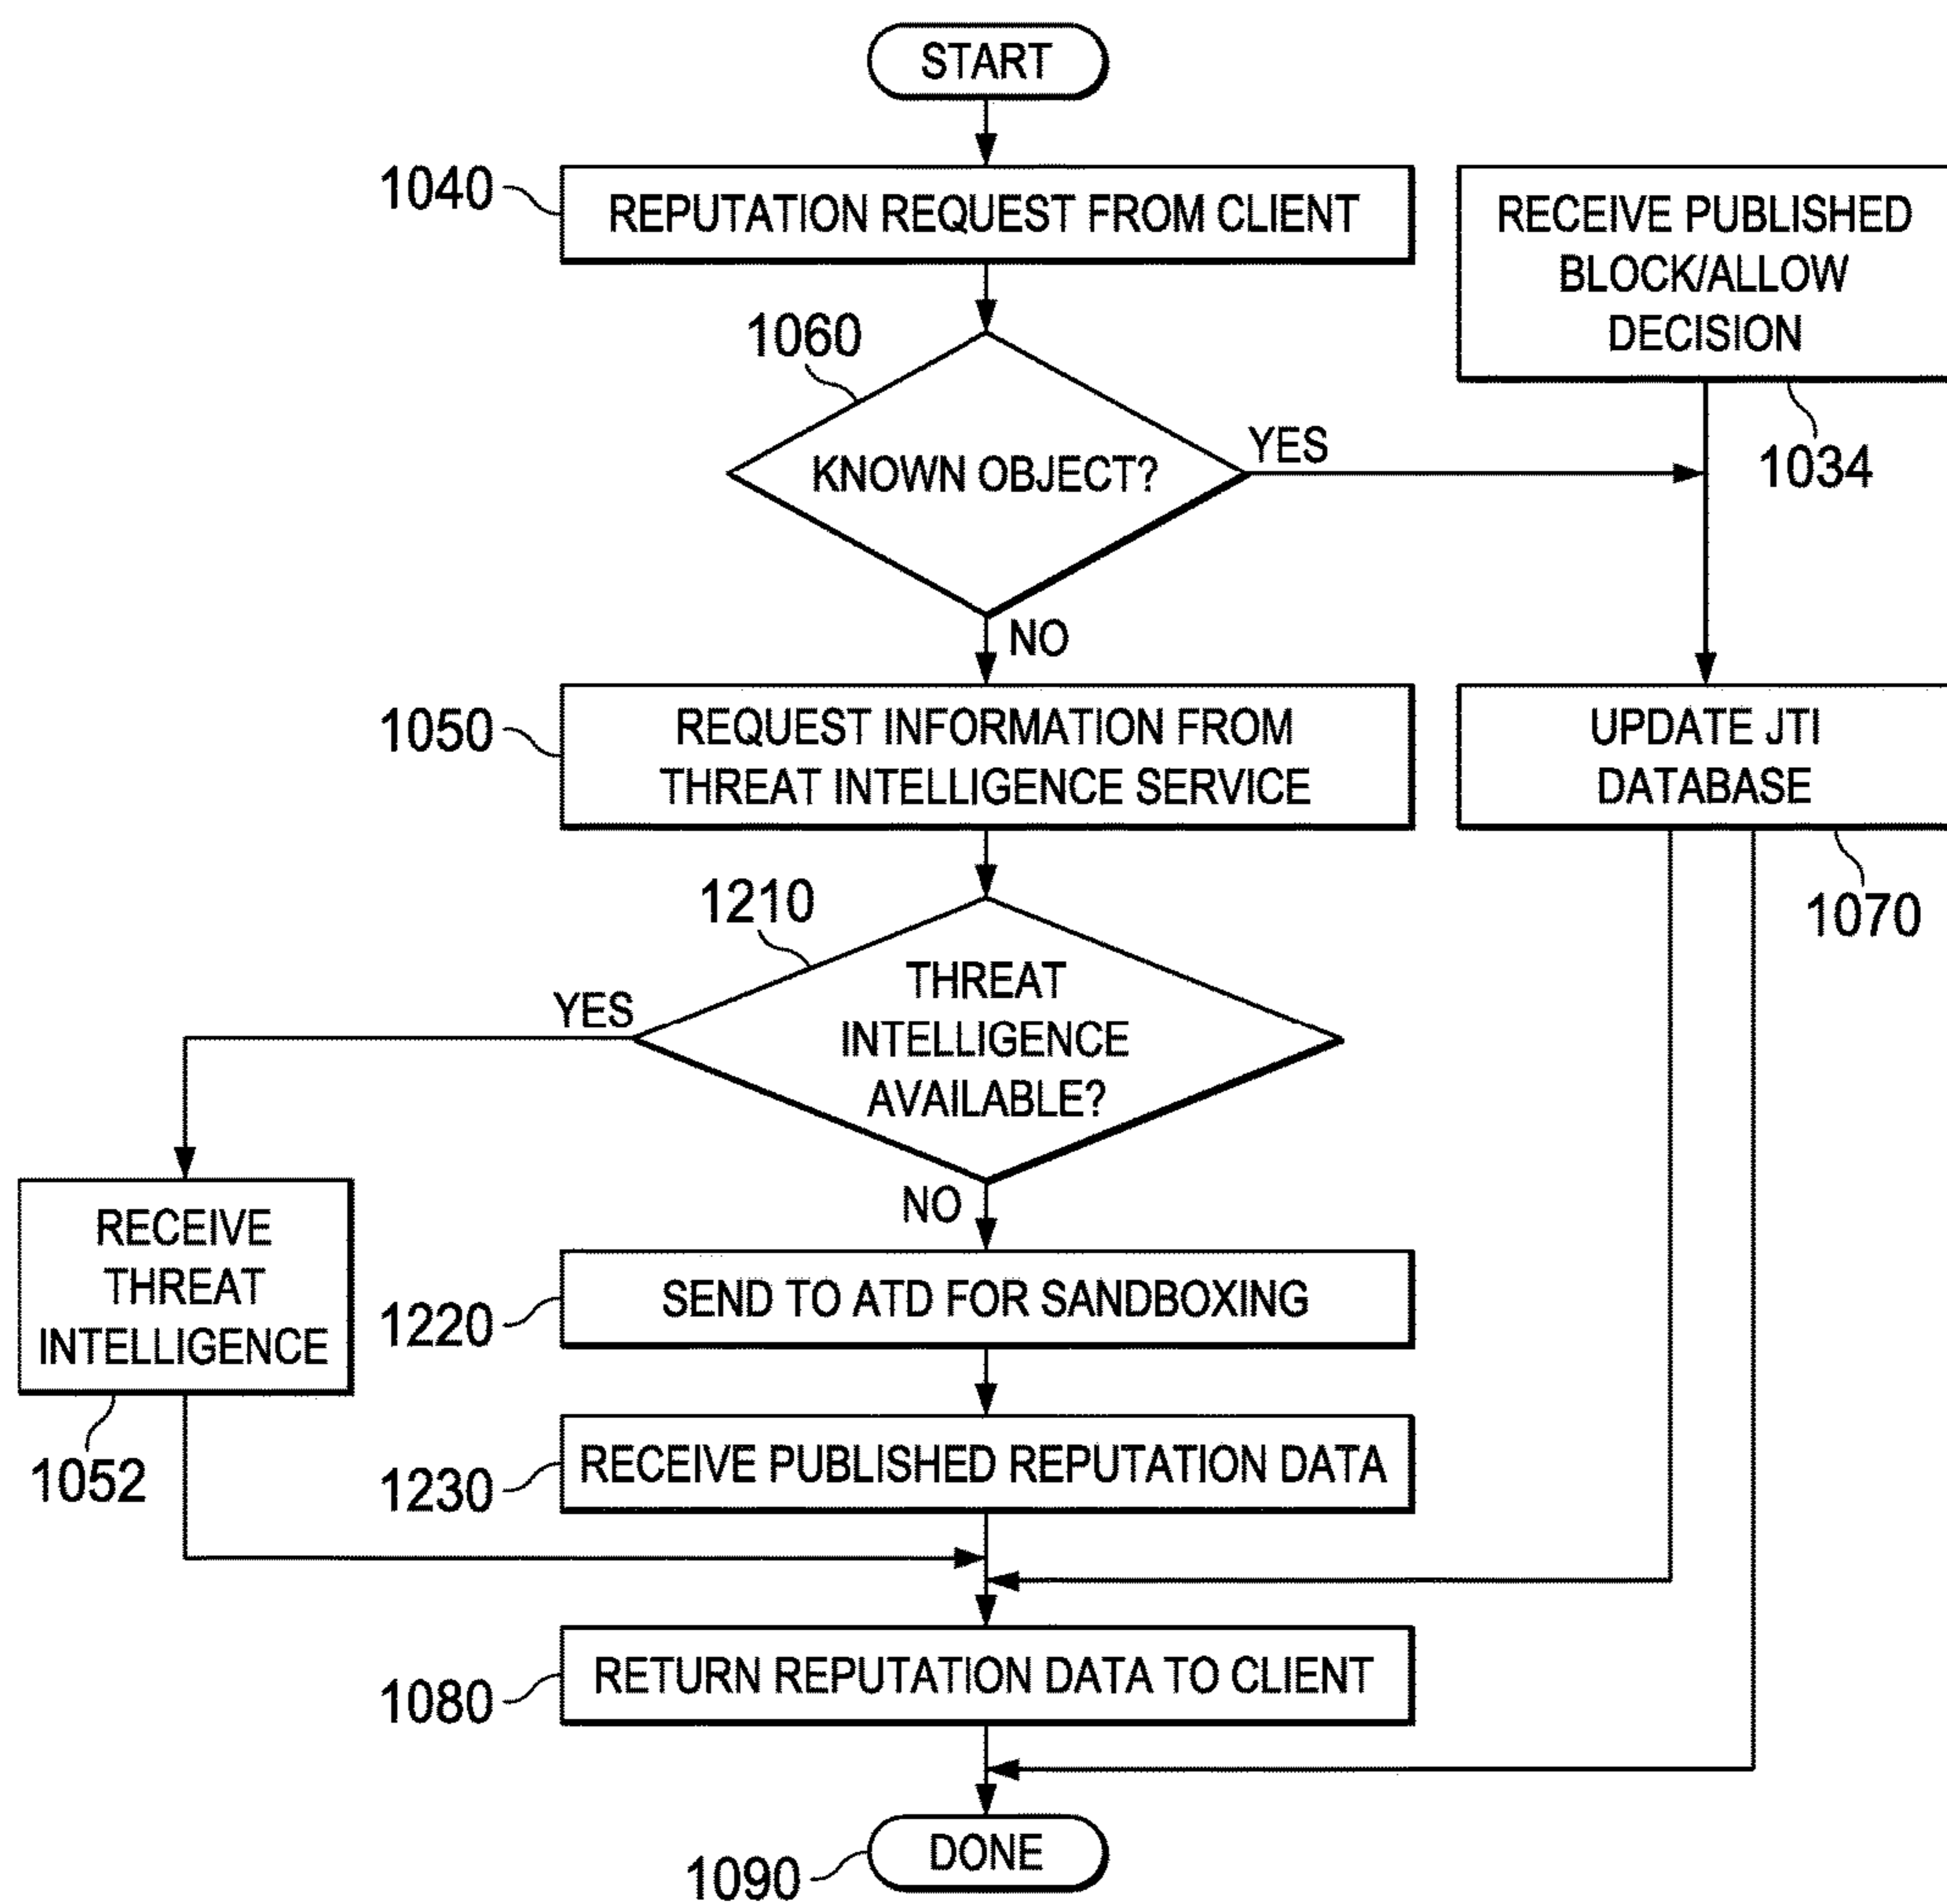 START
1040
REPUTATION REQUEST FROM CLIENT
RECEIVE PUBLISHED
BLOCK/ALLOW
DECISION
1034
1060
KNOWN OBJECT?
YES
NO
1050
REQUEST INFORMATION FROM
THREAT INTELLIGENCE SERVICE
UPDATE JTI
DATABASE
1070
1210
THREAT
INTELLIGENCE
AVAILABLE?
YES
NO
RECEIVE
THREAT
INTELLIGENCE
1052
1220
SEND TO ATD FOR SANDBOXING
1230
RECEIVE PUBLISHED REPUTATION DATA
1080
RETURN REPUTATION DATA TO CLIENT
1090
DONE